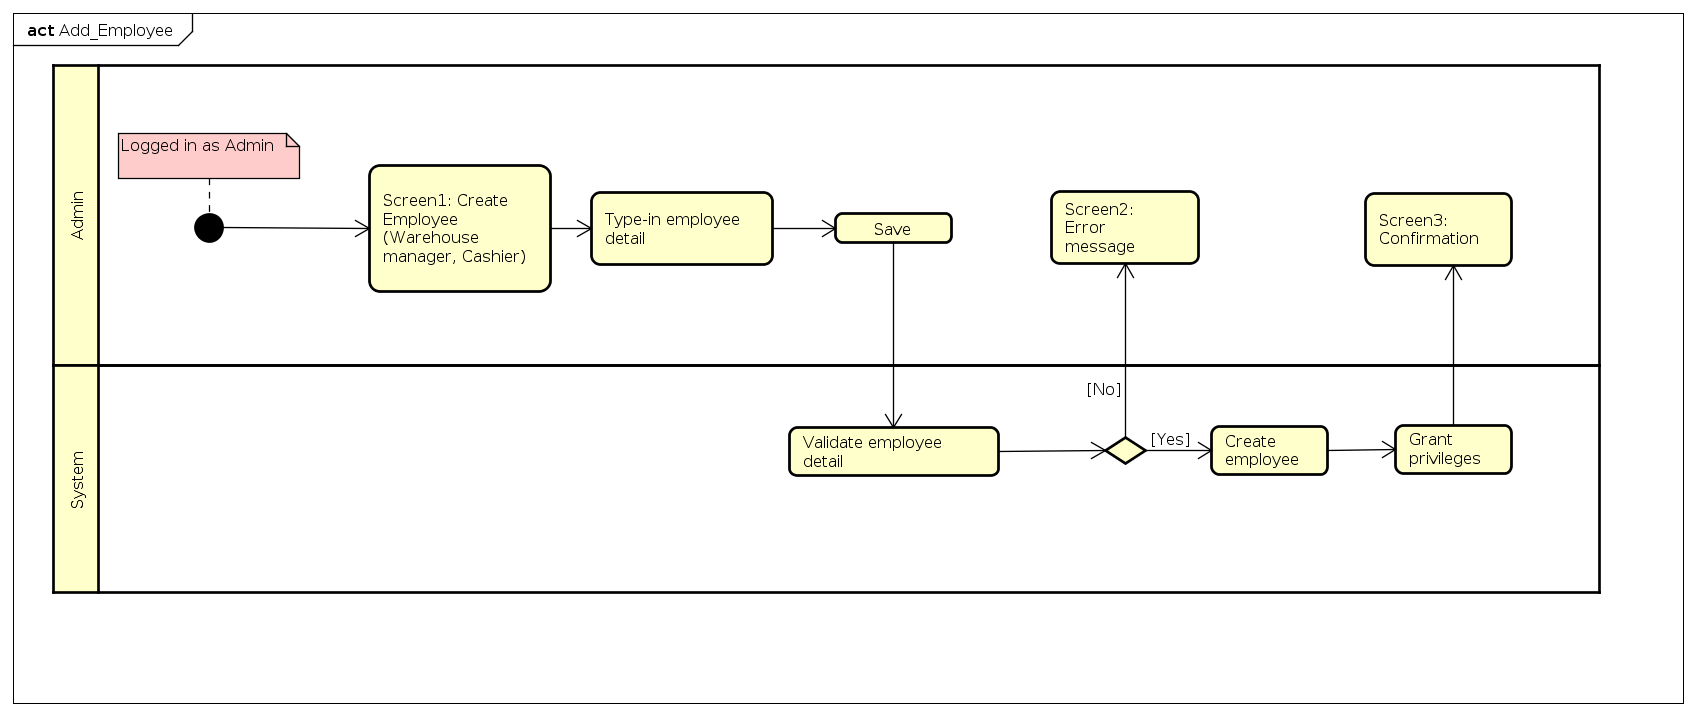 act Add_Employee
Admin
Logged in as Admin
Screen1: Create
Employee
(Warehouse
manager, Cashier)
Type-in employee
detail
Save
Screen2:
Error
message
Screen3:
Confirmation
System
Validate employee
detail
[No]
[Yes]
Create
employee
Grant
privileges